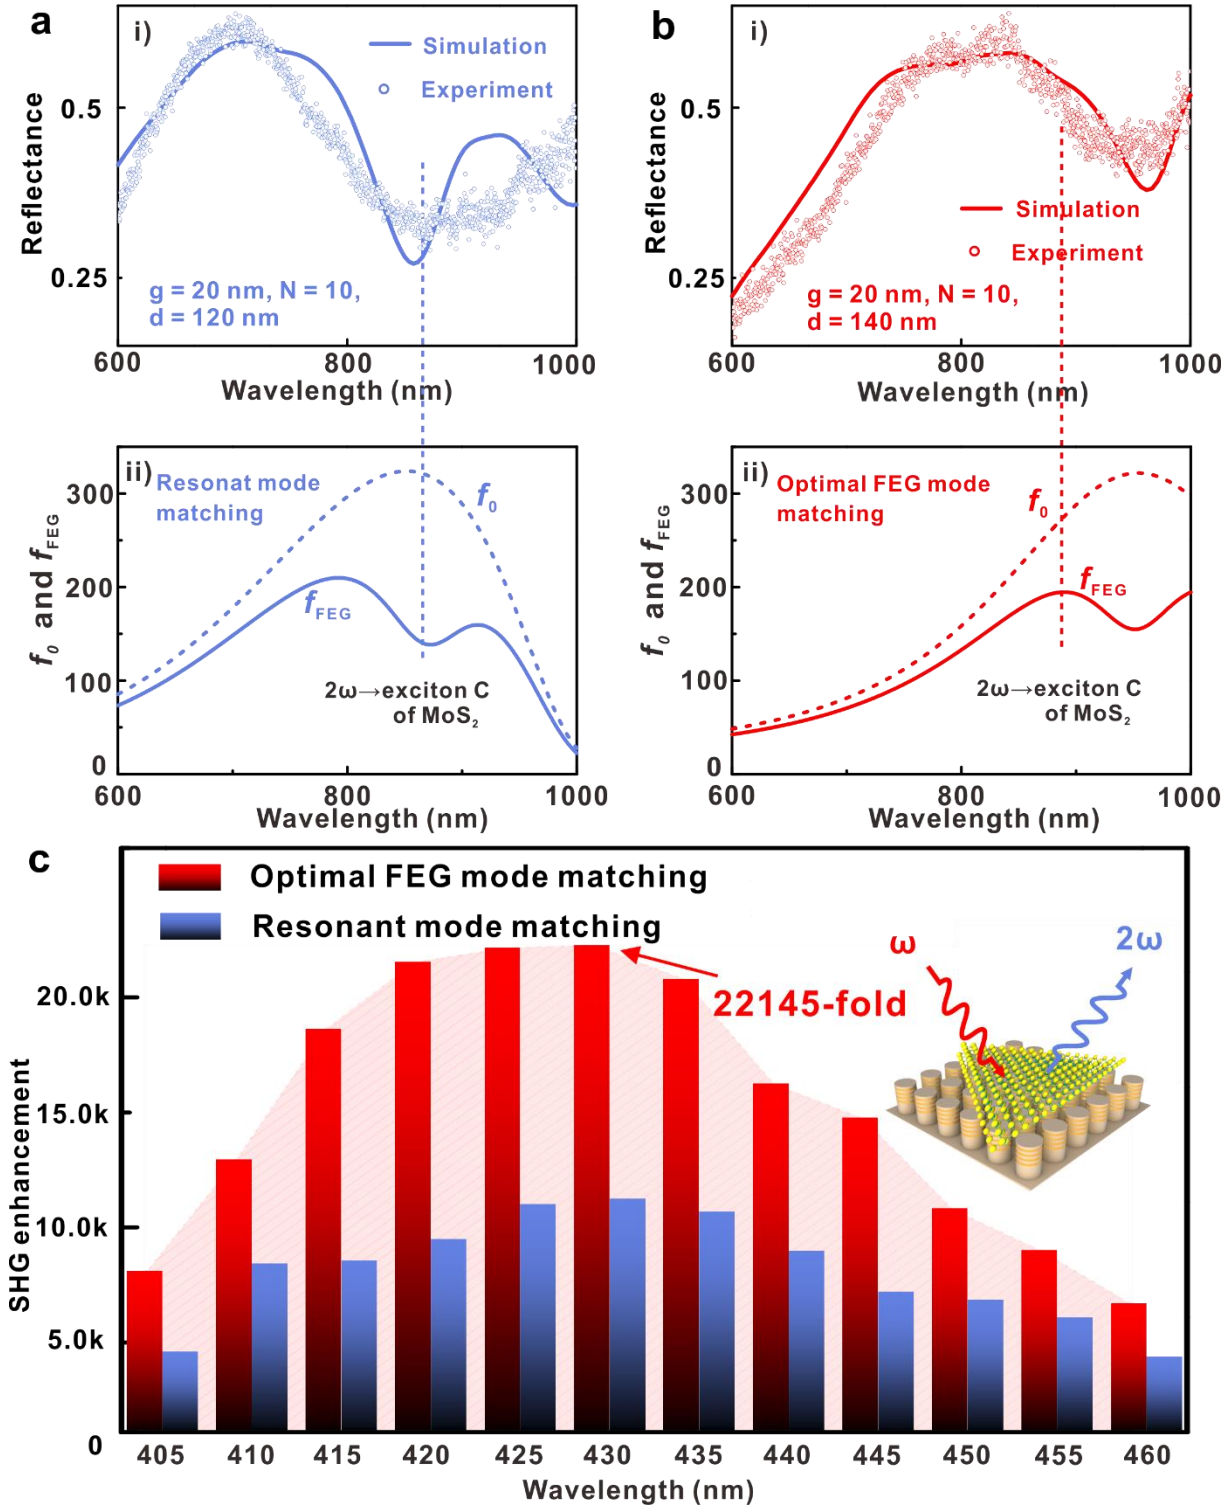 a
i)
Simulation
Experiment
Reflectance
0.5
0.25
g = 20 nm, N = 10,
d = 120 nm
600
800
1000
Wavelength (nm)
b
i)
Reflectance
0.5
0.25
Simulation
Experiment
g = 20 nm, N = 10,
d = 140 nm
600
800
1000
Wavelength (nm)
ii)
Resonat mode
matching
f₀
f_FEG
f₀ and f_FEG
300
200
100
0
2ω→exciton C
of MoS₂
600
800
1000
Wavelength (nm)
ii)
Optimal FEG mode
matching
f₀
f_FEG
f₀ and f_FEG
300
200
100
0
2ω→exciton C
of MoS₂
600
800
1000
Wavelength (nm)
c
Optimal FEG mode matching
Resonant mode matching
ω
2ω
22145-fold
SHG enhancement
20.0k
15.0k
10.0k
5.0k
0
405 410 415 420 425 430 435 440 445 450 455 460
Wavelength (nm)